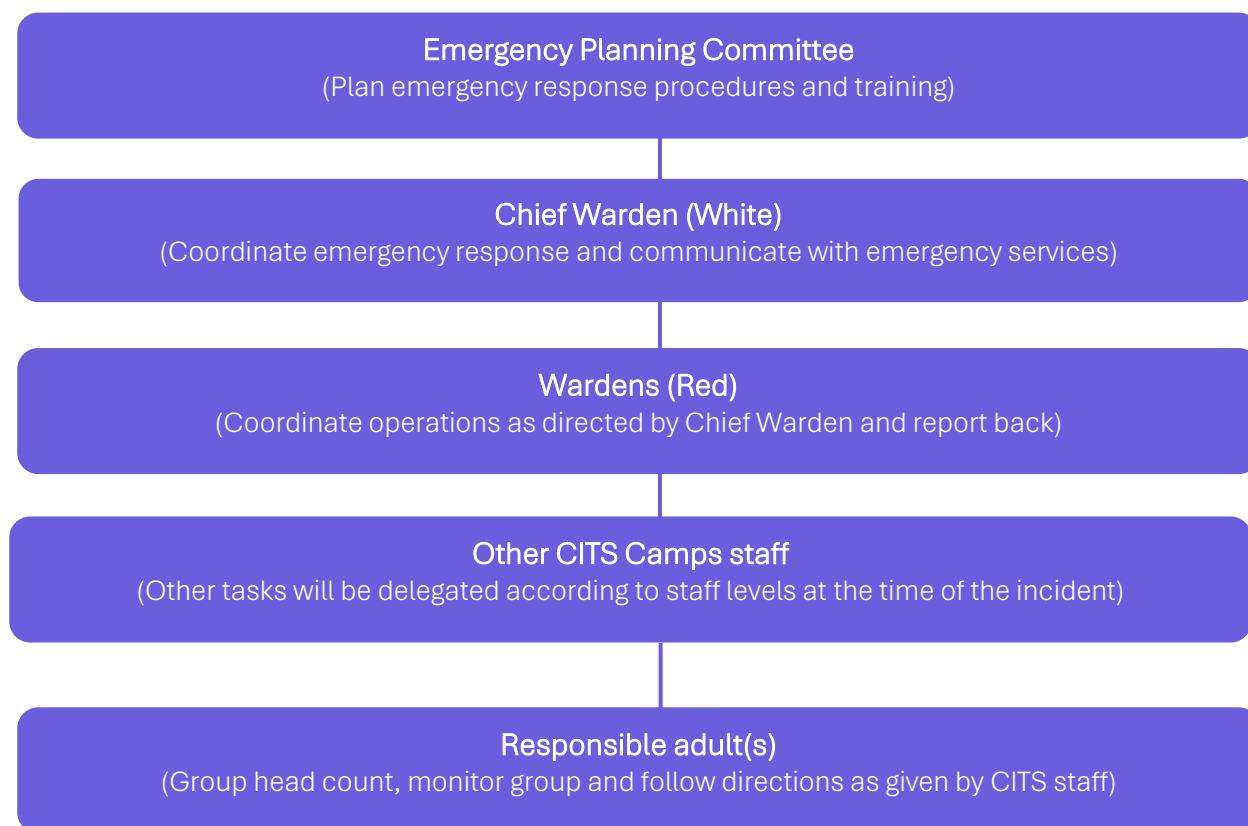 Emergency Planning Committee
(Plan emergency response procedures and training)
Chief Warden (White)
(Coordinate emergency response and communicate with emergency services)
Wardens (Red)
(Coordinate operations as directed by Chief Warden and report back)
Other CITS Camps staff
(Other tasks will be delegated according to staff levels at the time of the incident)
Responsible adult(s)
(Group head count, monitor group and follow directions as given by CITS staff)